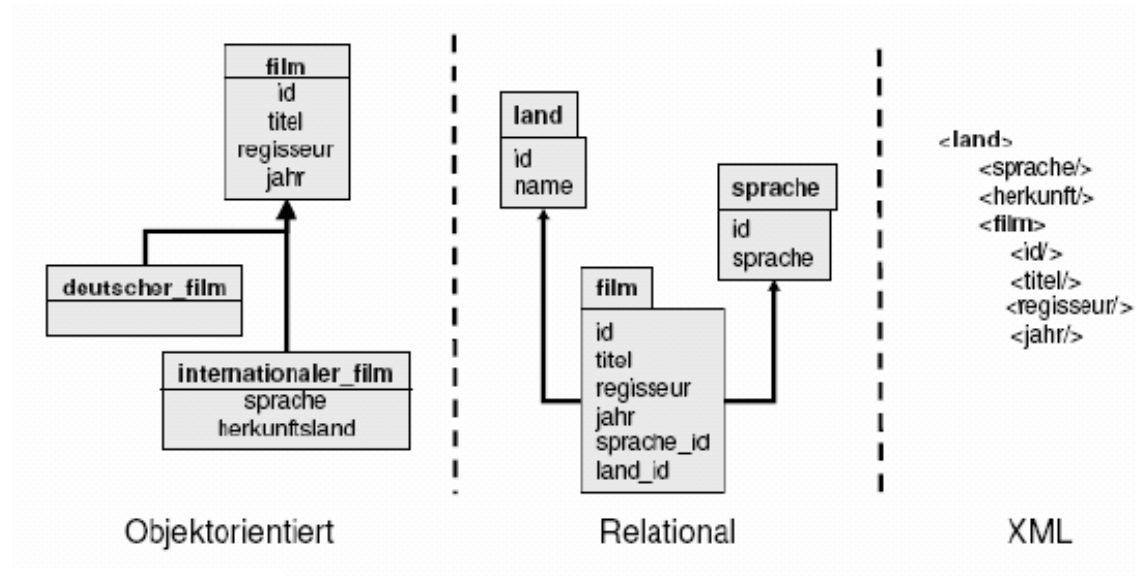 film
id
titel
regisseur
jahr
deutscher_film
internationaler_film
sprache
herkunftsland
Objektorientiert
land
id
name
sprache
id
sprache
film
id
titel
regisseur
jahr
sprache_id
land_id
Relational
<land>
<sprache/>
<herkunft/>
<film>
<id/>
<titel/>
<regisseur/>
<jahr/>
XML